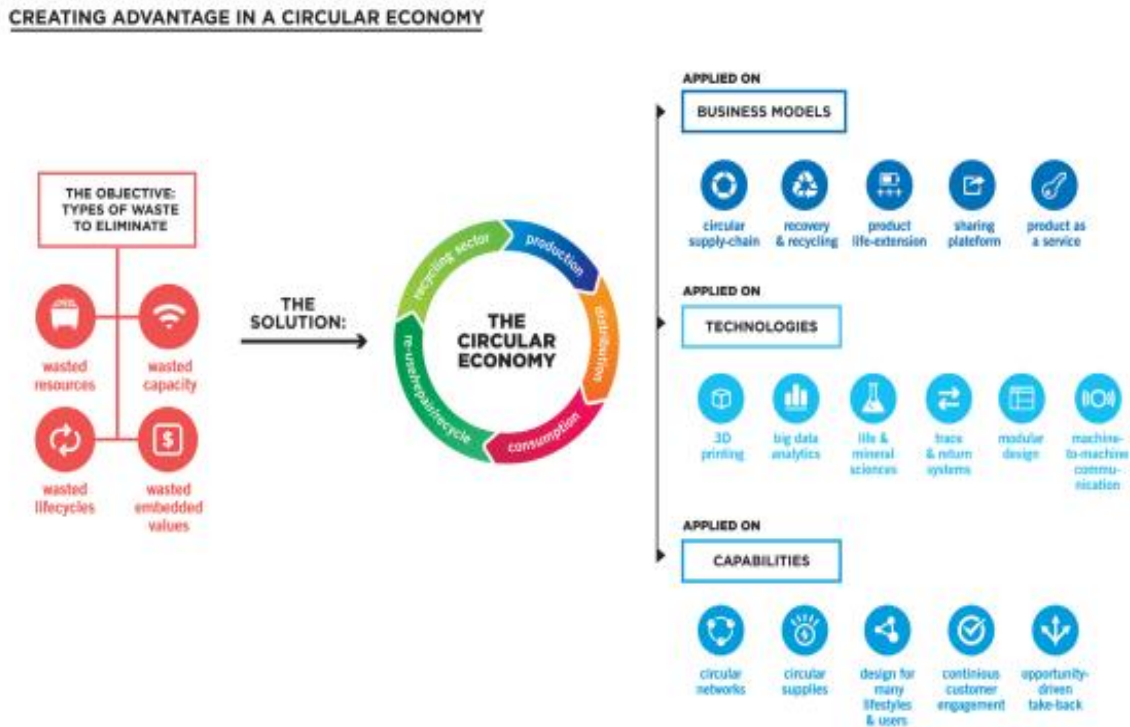 CREATING ADVANTAGE IN A CIRCULAR ECONOMY
THE OBJECTIVE:
TYPES OF WASTE
TO ELIMINATE
wasted
resources
wasted
capacity
wasted
lifecycles
wasted
embedded
values
THE
SOLUTION:
THE
CIRCULAR
ECONOMY
production
distribution
consumption
re-use/repair/recycle
recycling sector
APPLIED ON
BUSINESS MODELS
circular
supply-chain
recovery
& recycling
product
life-extension
sharing
plateform
product as
a service
APPLIED ON
TECHNOLOGIES
3D
printing
big data
analytics
life &
mineral
sciences
trace
& return
systems
modular
design
machine-
to-machine
commu-
nication
APPLIED ON
CAPABILITIES
circular
networks
circular
supplies
design for
many
lifestyles
& users
continious
customer
engagement
opportunity-
driven
take-back